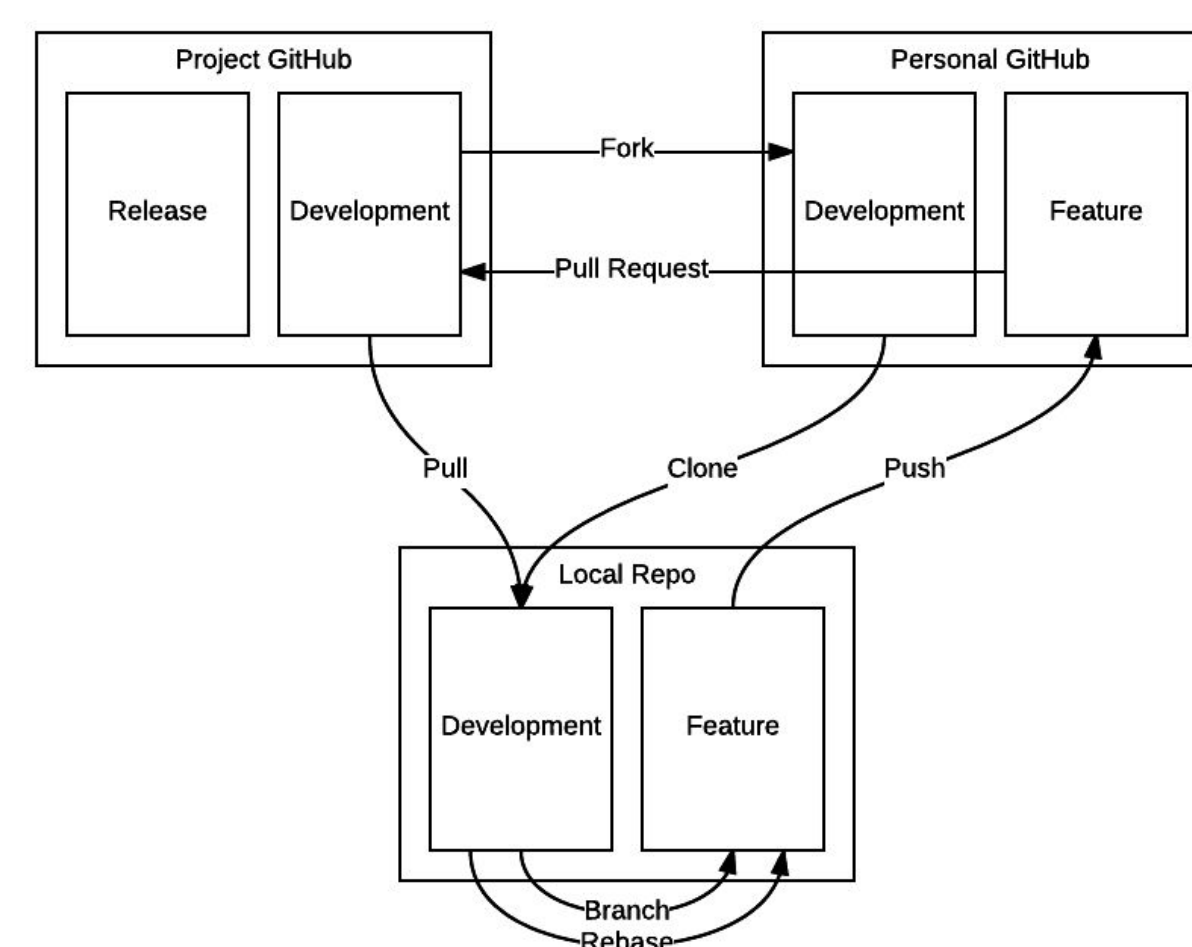 Project GitHub
Personal GitHub
Release
Development
Fork
Development
Feature
Pull Request
Pull
Clone
Push
Local Repo
Development
Feature
Branch
Rebase